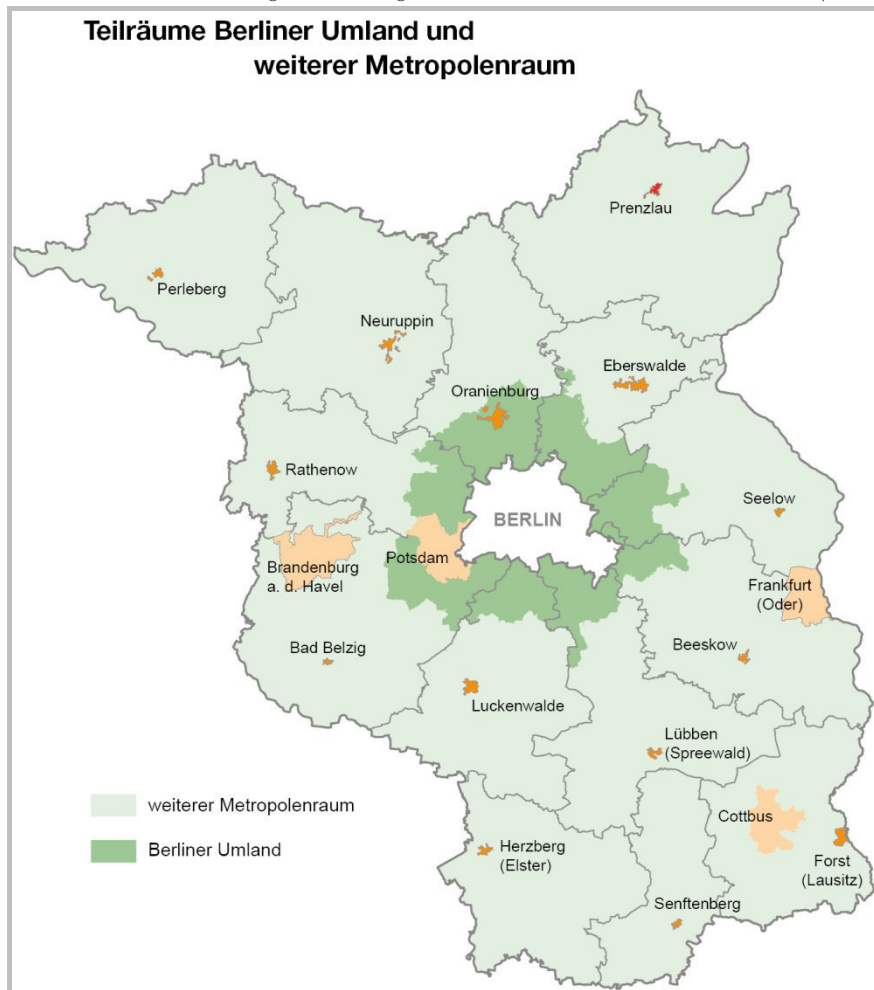 Teilräume Berliner Umland und
weiterer Metropolenraum
Prenzlau
Perleberg
Neuruppin
Eberswalde
Oranienburg
Rathenow
Seelow
BERLIN
Potsdam
Brandenburg
a. d. Havel
Frankfurt
(Oder)
Bad Belzig
Beeskow
Luckenwalde
Lübben
(Spreewald)
weiterer Metropolenraum
Cottbus
Berliner Umland
Herzberg
(Elster)
Forst
(Lausitz)
Senftenberg